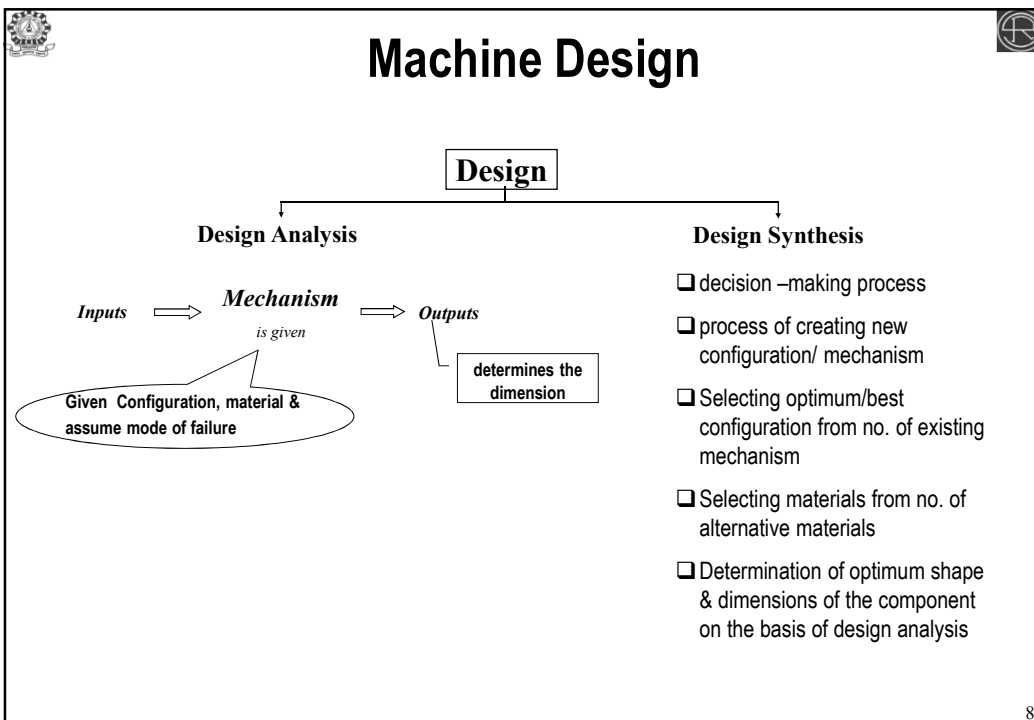 Machine Design
Design
Design Analysis
Inputs
Mechanism
is given
Outputs
determines the
dimension
Given Configuration, material &
assume mode of failure
Design Synthesis
decision –making process
process of creating new
configuration/ mechanism
Selecting optimum/best
configuration from no. of existing
mechanism
Selecting materials from no. of
alternative materials
Determination of optimum shape
& dimensions of the component
on the basis of design analysis
8